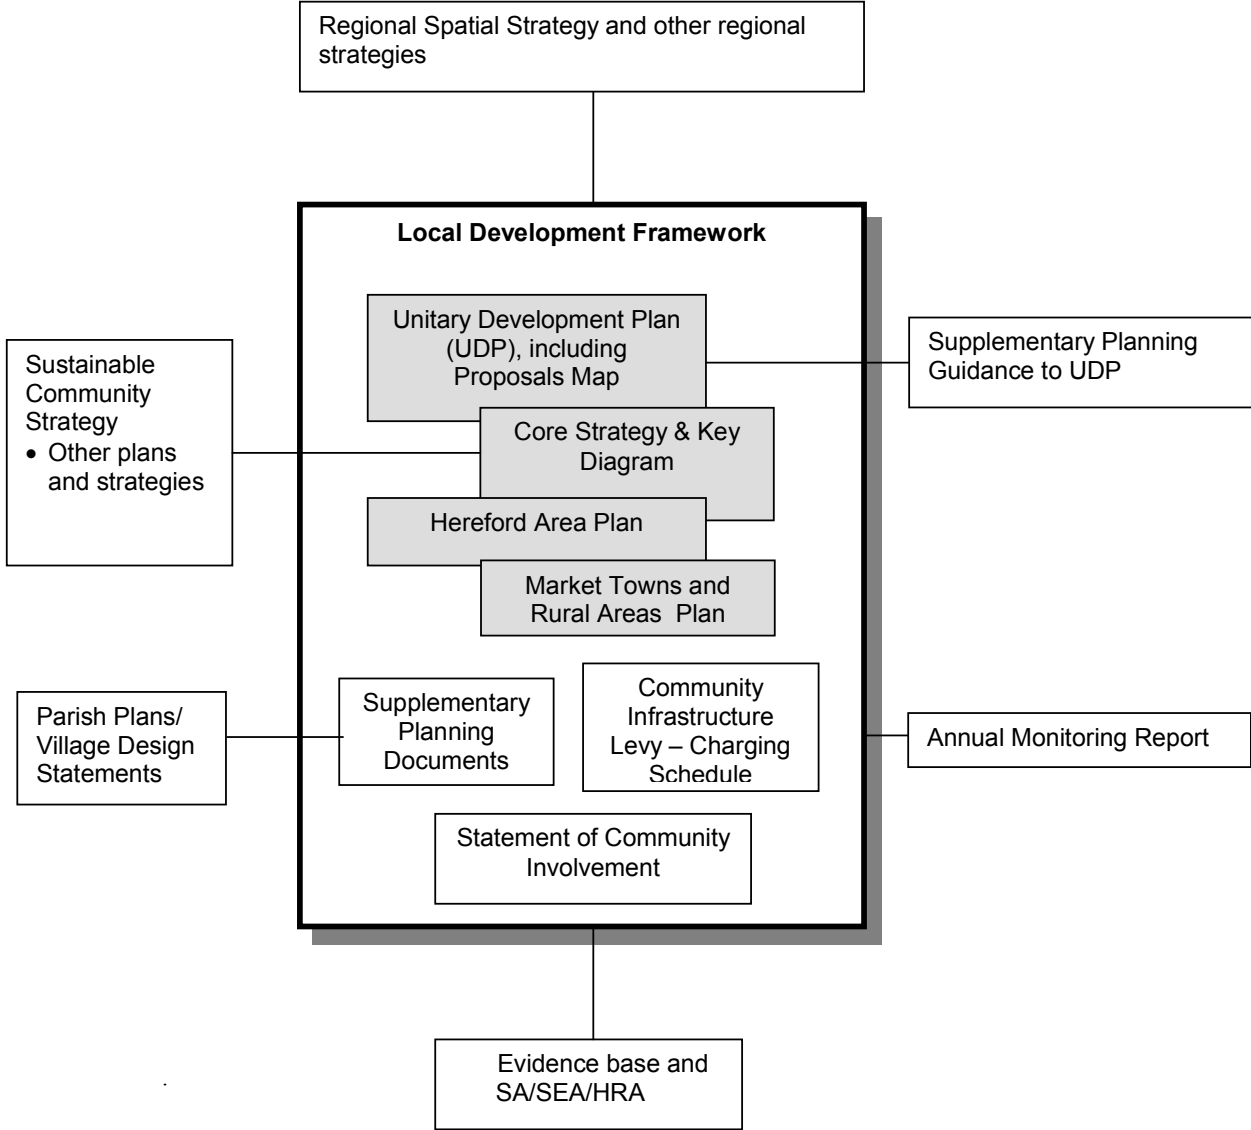 Regional Spatial Strategy and other regional
strategies
Local Development Framework
Unitary Development Plan
(UDP), including
Proposals Map
Supplementary Planning
Guidance to UDP
Sustainable
Community
Strategy
• Other plans
and strategies
Core Strategy & Key
Diagram
Hereford Area Plan
Market Towns and
Rural Areas Plan
Parish Plans/
Village Design
Statements
Supplementary
Planning
Documents
Community
Infrastructure
Levy – Charging
Schedule
Annual Monitoring Report
Statement of Community
Involvement
Evidence base and
SA/SEA/HRA